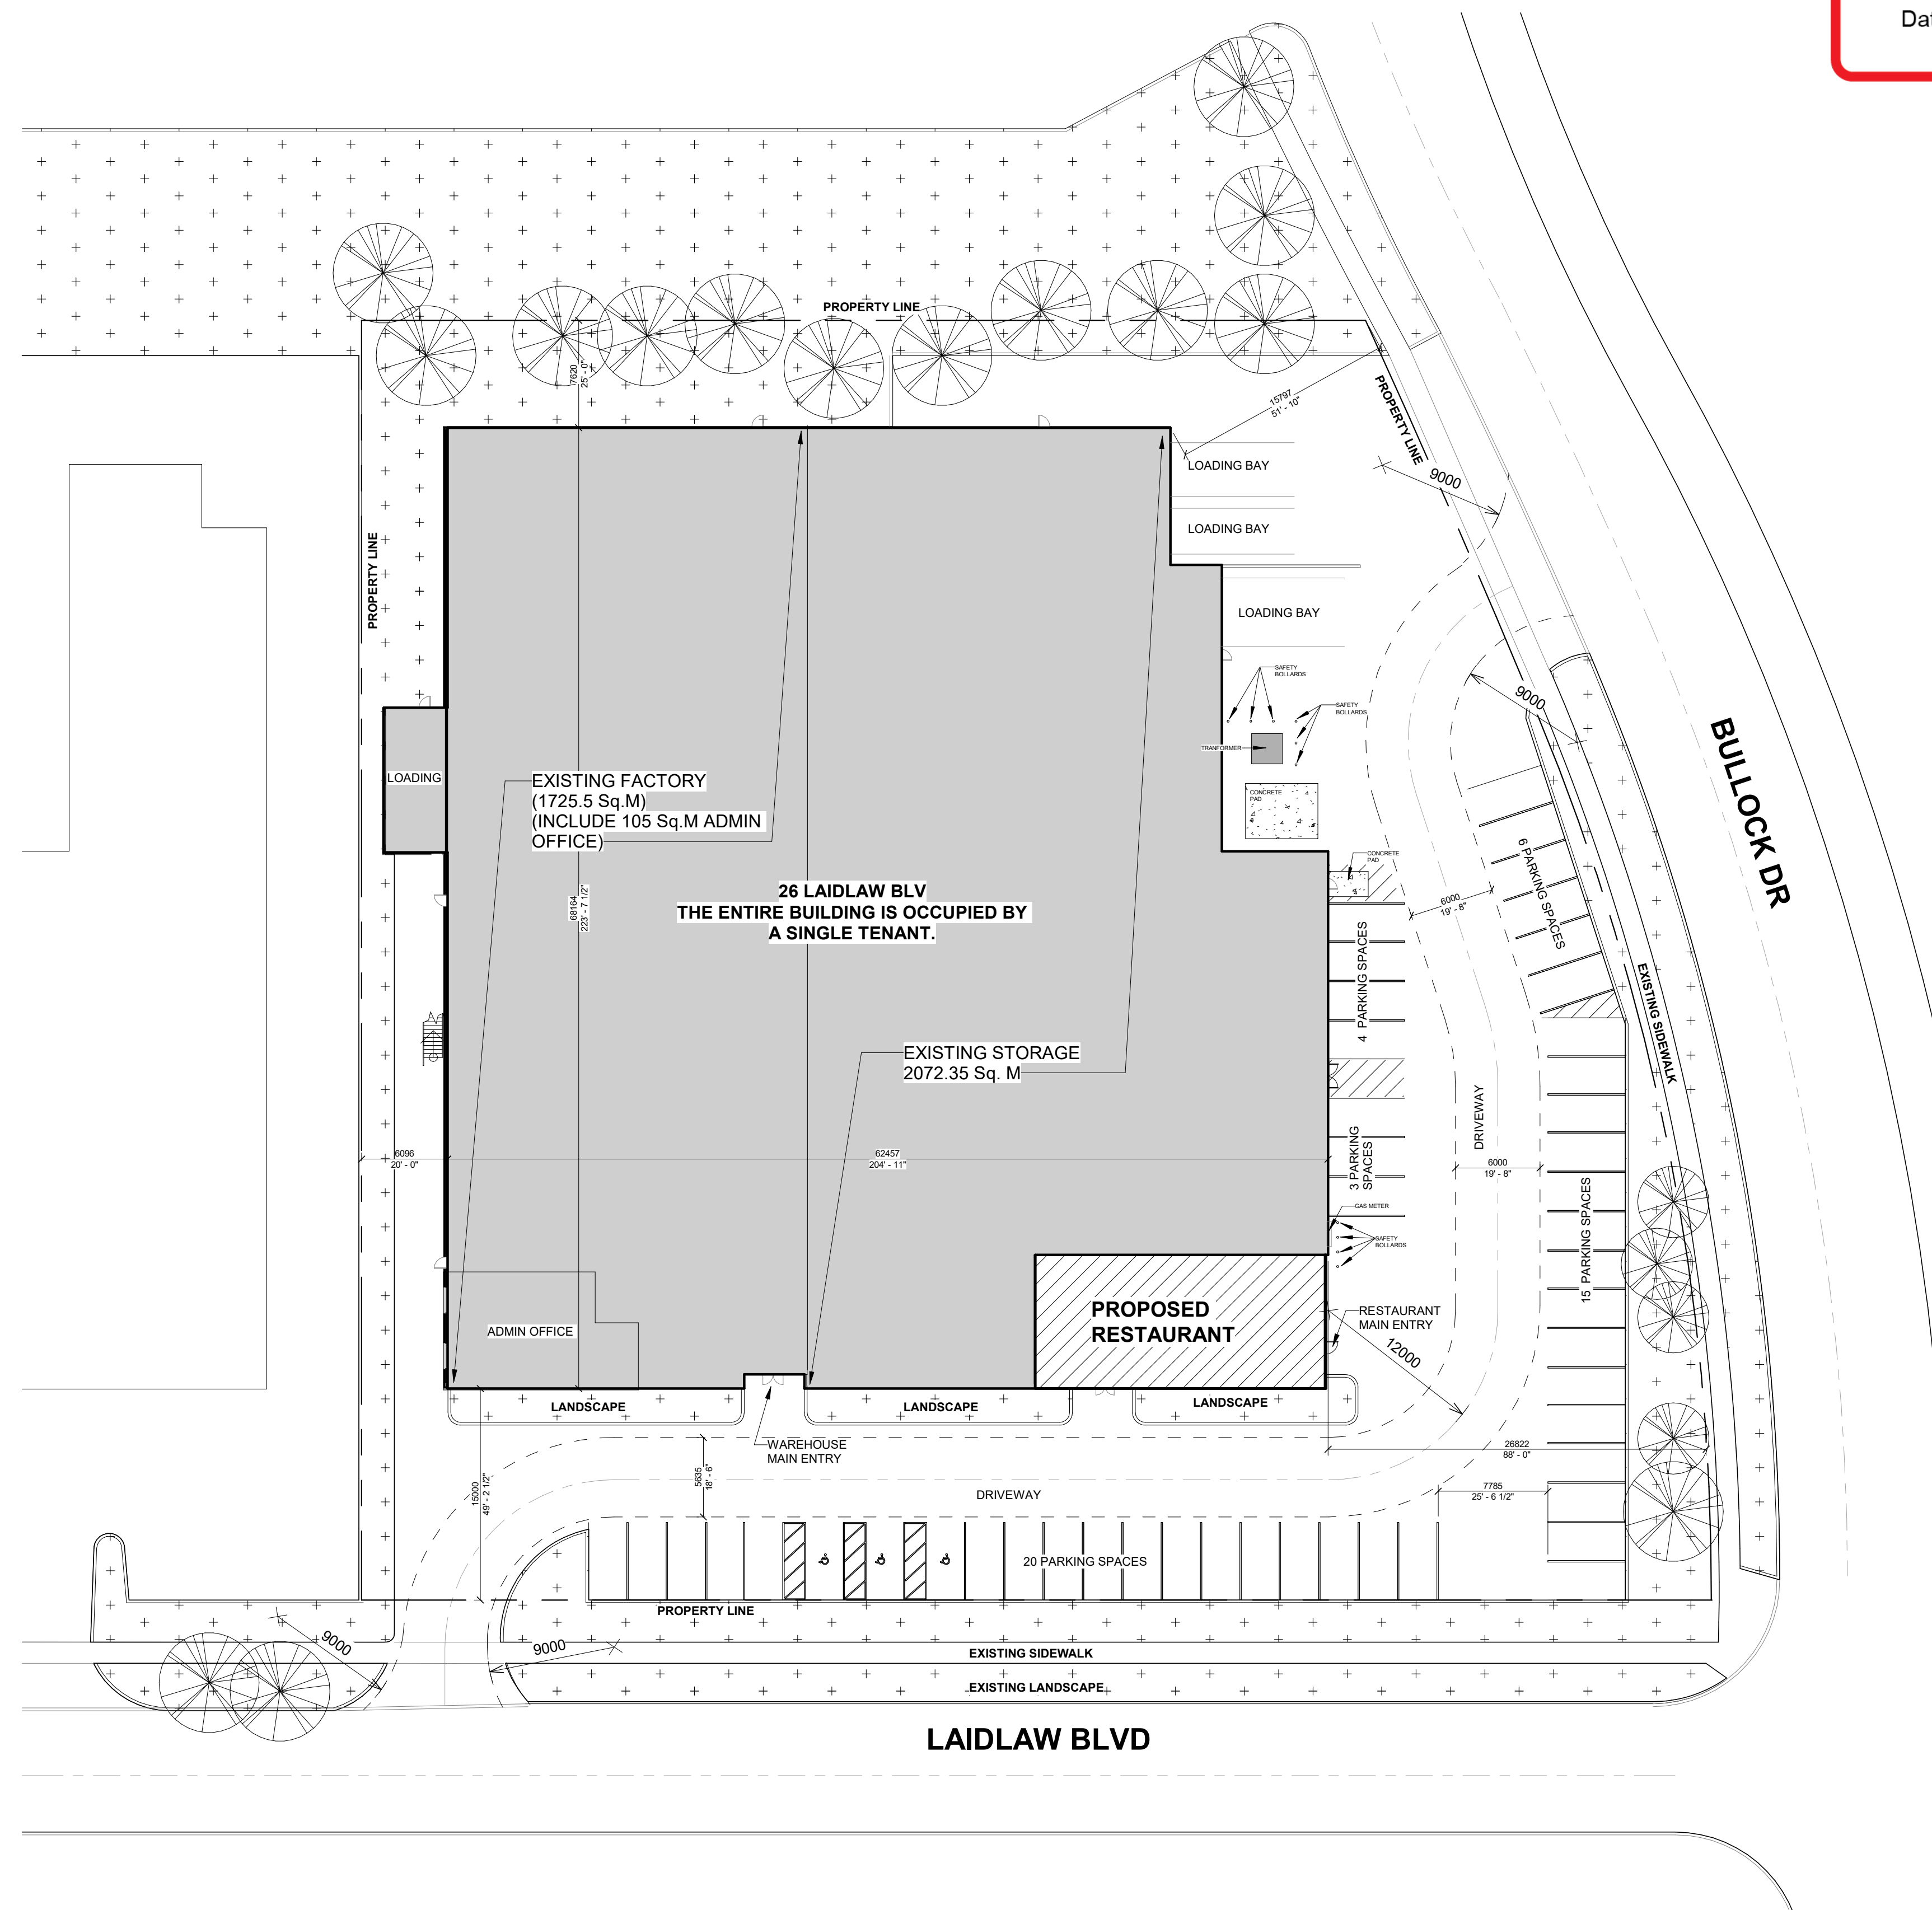 Dat
PROPERTY LINE
7620
25' - 0"
15797
51' - 10"
PROPERTY LINE
LOADING BAY
9000
LOADING BAY
PROPERTY LINE
LOADING BAY
SAFETY
BOLLARDS
9000
SAFETY
BOLLARDS
BULLOCK DR
TRANFORMER
LOADING
EXISTING FACTORY
(1725.5 Sq.M)
(INCLUDE 105 Sq.M ADMIN
OFFICE)
CONCRETE
PAD
CONCRETE
PAD
6 PARKING SPACES
26 LAIDLAW BLV
THE ENTIRE BUILDING IS OCCUPIED BY
A SINGLE TENANT.
68164
223' - 7 1/2"
6000
19' - 8"
4 PARKING SPACES
EXISTING SIDEWALK
EXISTING STORAGE
2072.35 Sq. M
DRIVEWAY
6096
20' - 0"
62457
204' - 11"
3 PARKING
SPACES
6000
19' - 8"
15 PARKING SPACES
GAS METER
SAFETY
BOLLARDS
PROPOSED
RESTAURANT
RESTAURANT
MAIN ENTRY
ADMIN OFFICE
12000
LANDSCAPE
LANDSCAPE
LANDSCAPE
WAREHOUSE
MAIN ENTRY
26822
88' - 0"
5635
18' - 6"
15000
49' - 2 1/2"
DRIVEWAY
7785
25' - 6 1/2"
20 PARKING SPACES
PROPERTY LINE
9000
9000
EXISTING SIDEWALK
EXISTING LANDSCAPE
LAIDLAW BLVD